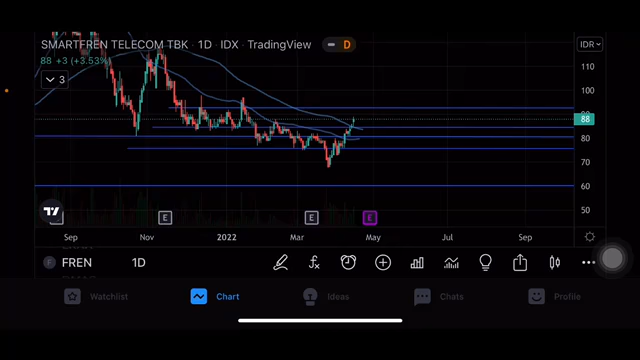 SMARTFREN TELECOM TBK · 1D · IDX · TradingView D IDR
88 +3 (+3.53%) 110
3
100
88
80
70
60
50
E E E
Sep Nov 2022 Mar May Jul Sep
F FREN 1D
Watchlist Chart Ideas Chats Profile